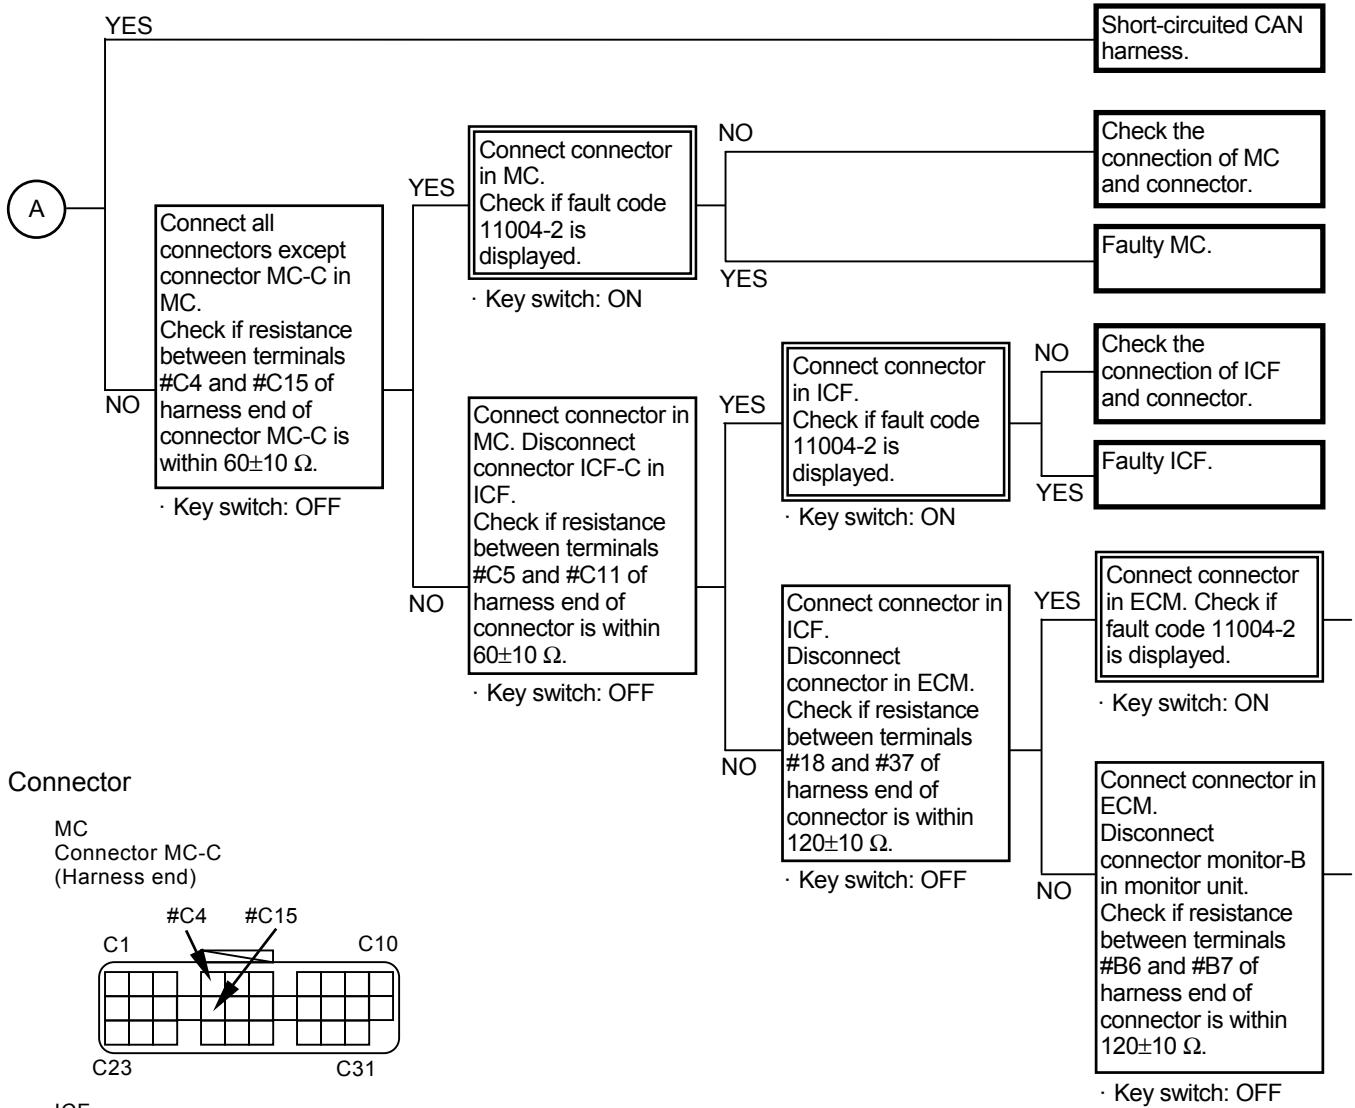 YES
Short-circuited CAN
harness.
A
NO
Connect all
connectors except
connector MC-C in
MC.
Check if resistance
between terminals
#C4 and #C15 of
harness end of
connector MC-C is
within 60±10 Ω.
· Key switch: OFF
YES
Connect connector
in MC.
Check if fault code
11004-2 is
displayed.
· Key switch: ON
NO
Check the
connection of MC
and connector.
YES
Faulty MC.
NO
Connect connector in
MC. Disconnect
connector ICF-C in
ICF.
Check if resistance
between terminals
#C5 and #C11 of
harness end of
connector is within
60±10 Ω.
· Key switch: OFF
YES
Connect connector
in ICF.
Check if fault code
11004-2 is
displayed.
· Key switch: ON
NO
Check the
connection of ICF
and connector.
YES
Faulty ICF.
NO
Connect connector in
ICF.
Disconnect
connector in ECM.
Check if resistance
between terminals
#18 and #37 of
harness end of
connector is within
120±10 Ω.
· Key switch: OFF
YES
Connect connector
in ECM. Check if
fault code 11004-2
is displayed.
· Key switch: ON
NO
Connect connector in
ECM.
Disconnect
connector monitor-B
in monitor unit.
Check if resistance
between terminals
#B6 and #B7 of
harness end of
connector is within
120±10 Ω.
· Key switch: OFF
Connector
MC
Connector MC-C
(Harness end)
#C4 #C15
C1 C10
C23 C31